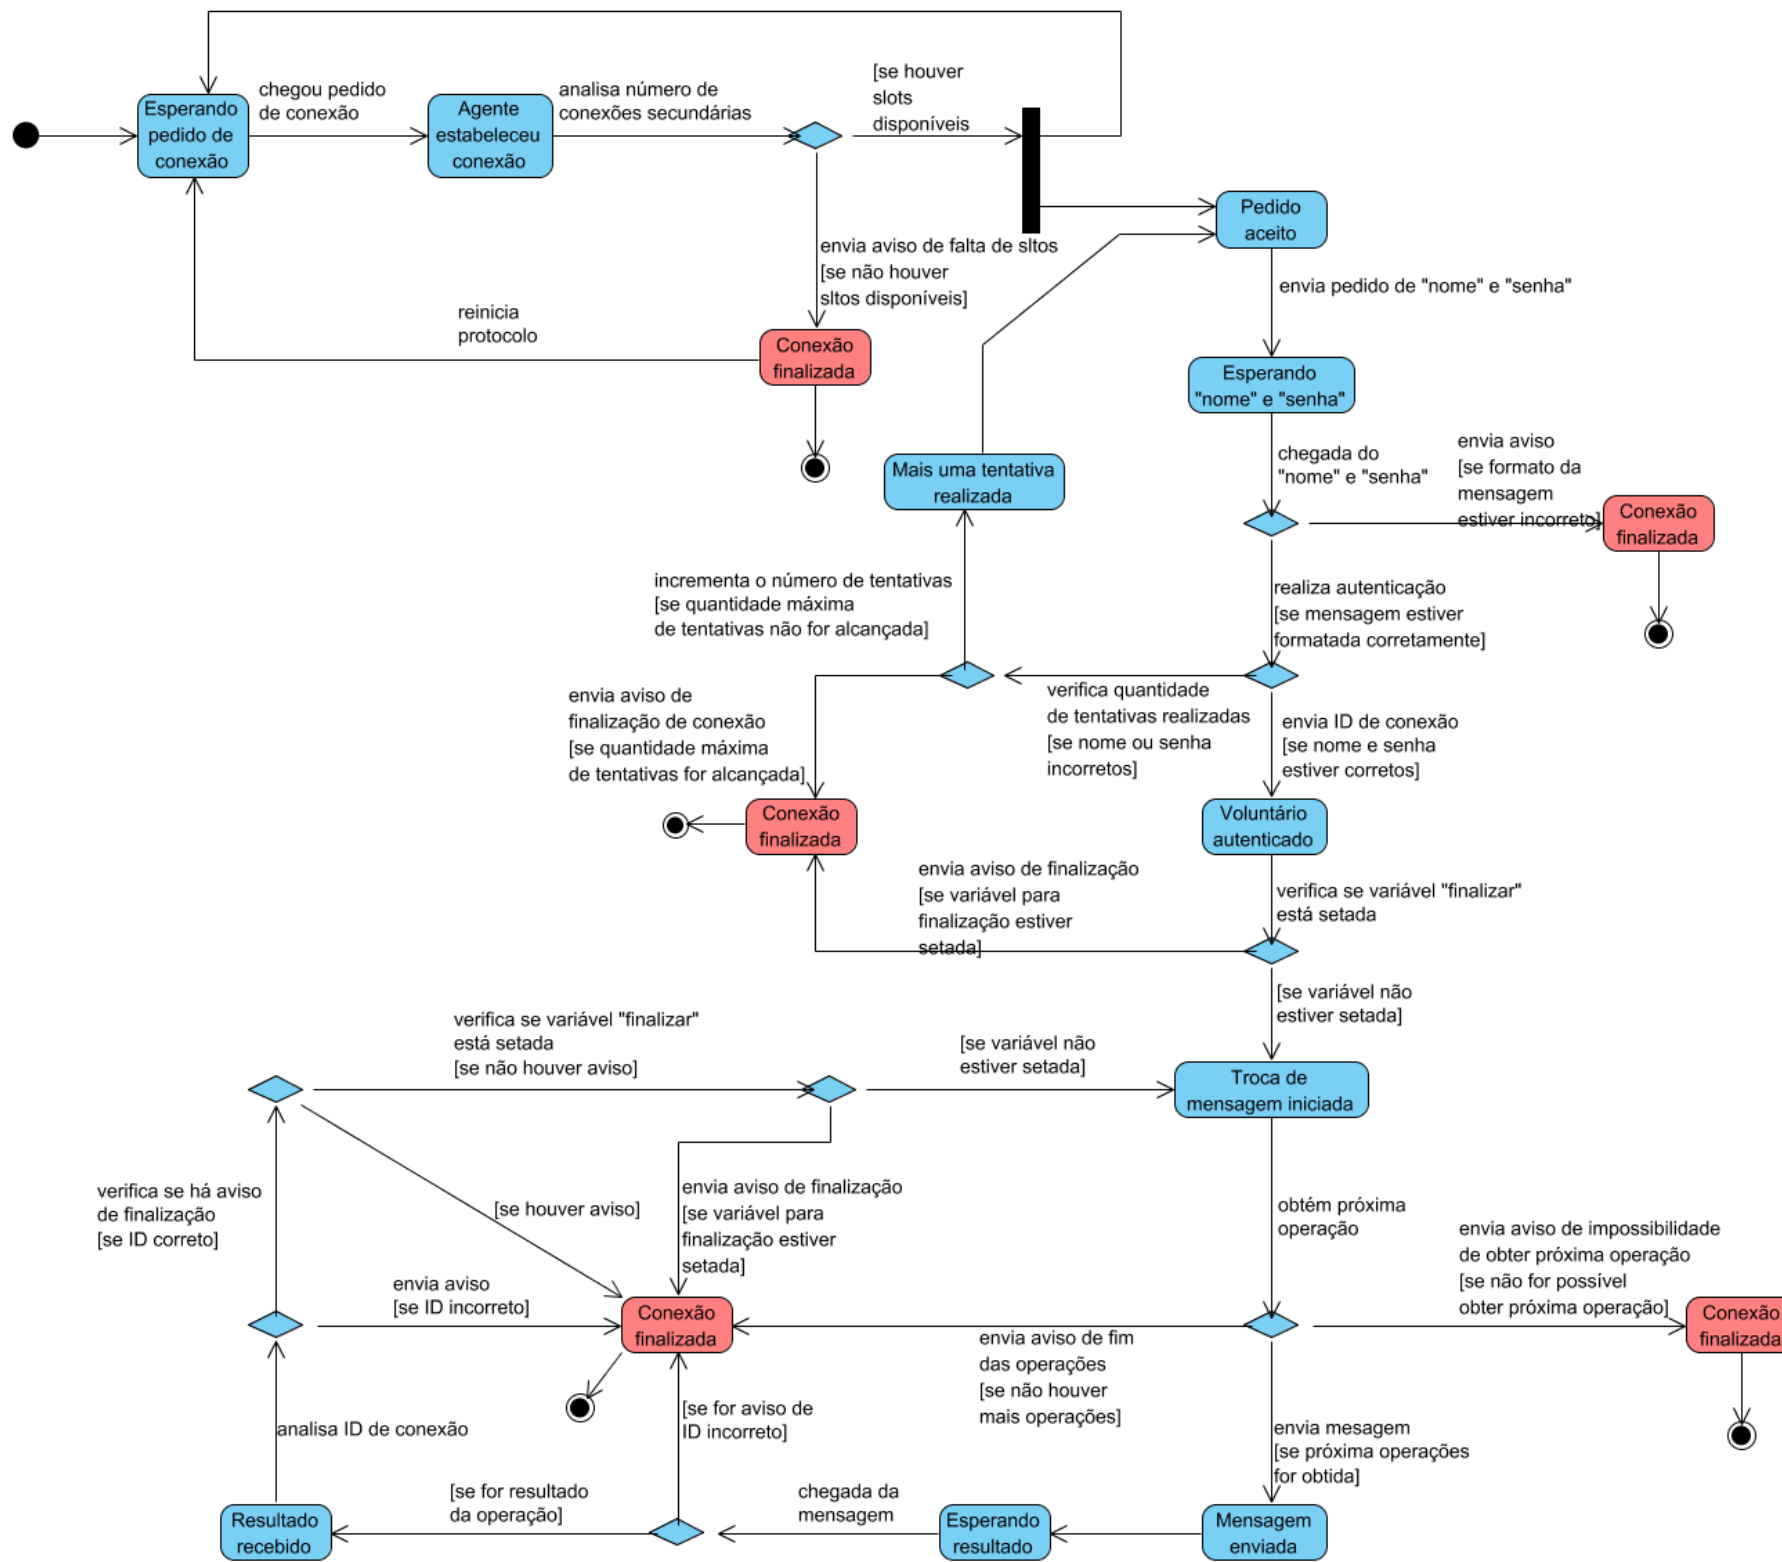 Esperando
pedido de
conexão
chegou pedido
de conexão
Agente
estabeleceu
conexão
analisa número de
conexões secundárias
[se houver
slots
disponíveis
Pedido
aceito
envia aviso de falta de sltos
[se não houver
sltos disponíveis]
envia pedido de "nome" e "senha"
reinicia
protocolo
Conexão
finalizada
Esperando
"nome" e "senha"
chegada do
"nome" e "senha"
envia aviso
[se formato da
mensagem
estiver incorreto]
Conexão
finalizada
Mais uma tentativa
realizada
incrementa o número de tentativas
[se quantidade máxima
de tentativas não for alcançada]
realiza autenticação
[se mensagem estiver
formatada corretamente]
envia aviso de
finalização de conexão
[se quantidade máxima
de tentativas for alcançada]
verifica quantidade
de tentativas realizadas
[se nome ou senha
incorretos]
envia ID de conexão
[se nome e senha
estiver corretos]
Conexão
finalizada
Voluntário
autenticado
envia aviso de finalização
[se variável para
finalização estiver
setada]
verifica se variável "finalizar"
está setada
[se variável não
estiver setada]
verifica se variável "finalizar"
está setada
[se não houver aviso]
[se variável não
estiver setada]
Troca de
mensagem iniciada
verifica se há aviso
de finalização
[se ID correto]
[se houver aviso]
envia aviso de finalização
[se variável para
finalização estiver
setada]
obtém próxima
operação
envia aviso de impossibilidade
de obter próxima operação
[se não for possível
obter próxima operação]
envia aviso
[se ID incorreto]
Conexão
finalizada
Conexão
finalizada
envia aviso de fim
das operações
[se não houver
mais operações]
analisa ID de conexão
[se for aviso de
ID incorreto]
envia mesagem
[se próxima operações
for obtida]
[se for resultado
da operação]
chegada da
mensagem
Resultado
recebido
Esperando
resultado
Mensagem
enviada